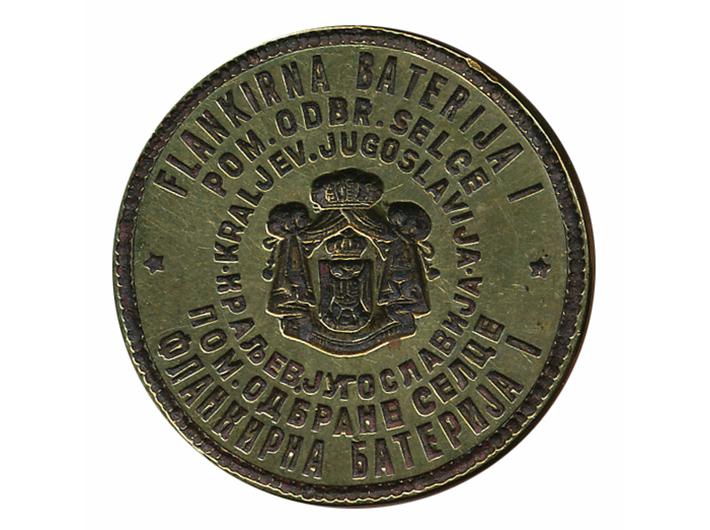 FLANKIRNA BATERIJA I
POM. ODBR. SELCE
KRALJEV. JUGOSLAVIJA
КРАЉЕВ. ЈУГОСЛАВИЈА
ПОМ. ОДБРАНЕ СЕЛЦЕ
ФЛАНКИРНА БАТЕРИЈА I